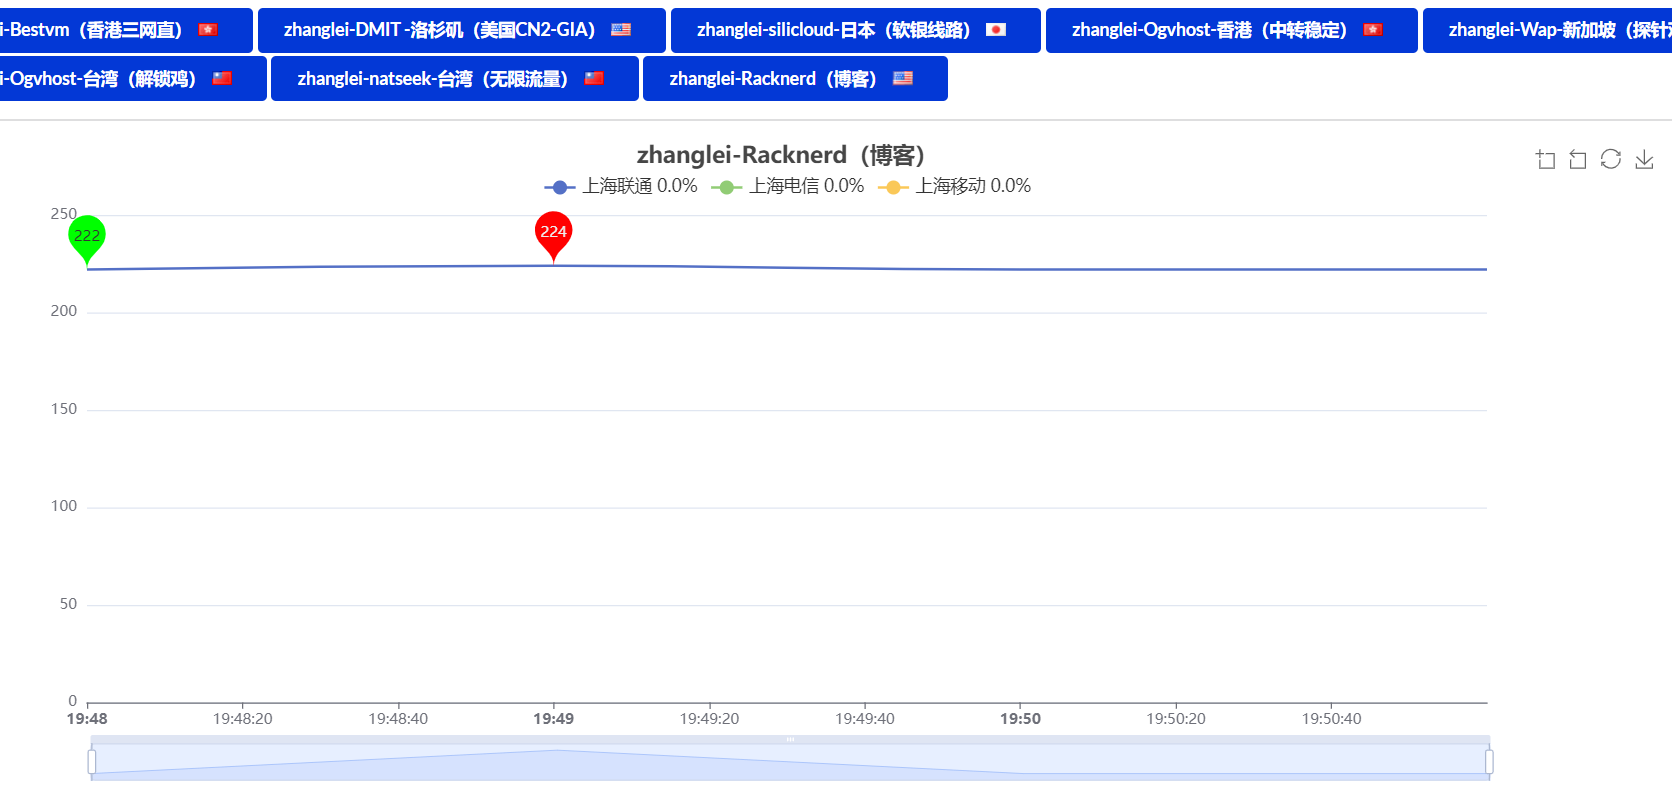 i-Bestvm（香港三网直） zhanglei-DMIT -洛杉矶（美国CN2-GIA） zhanglei-silicloud-日本（软银线路） zhanglei-Ogvhost-香港（中转稳定） zhanglei-Wap-新加坡（探针
i-Ogvhost-台湾（解锁鸡） zhanglei-natseek-台湾（无限流量） zhanglei-Racknerd（博客）
zhanglei-Racknerd（博客）
上海联通 0.0% 上海电信 0.0% 上海移动 0.0%
250
222
224
200
150
100
50
0
19:48 19:48:20 19:48:40 19:49 19:49:20 19:49:40 19:50 19:50:20 19:50:40